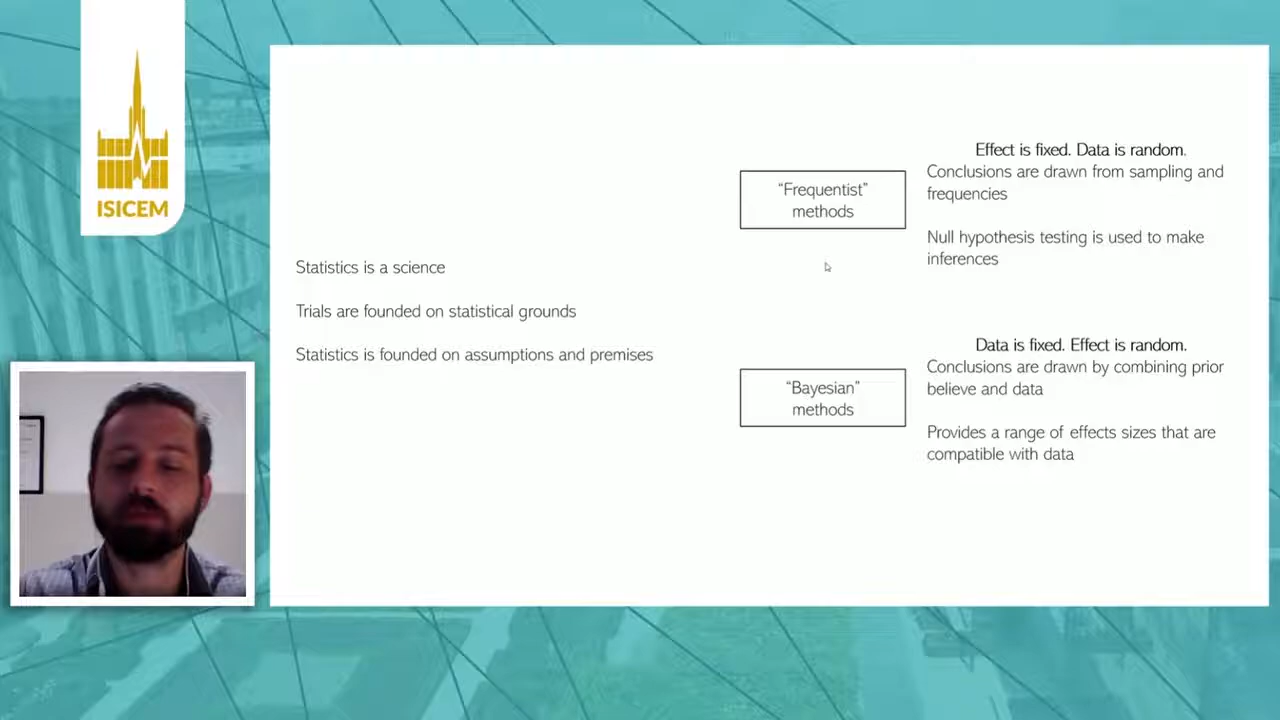 ISICEM
Statistics is a science
Trials are founded on statistical grounds
Statistics is founded on assumptions and premises
“Frequentist”
methods
Effect is fixed. Data is random.
Conclusions are drawn from sampling and
frequencies
Null hypothesis testing is used to make
inferences
“Bayesian”
methods
Data is fixed. Effect is random.
Conclusions are drawn by combining prior
believe and data
Provides a range of effects sizes that are
compatible with data